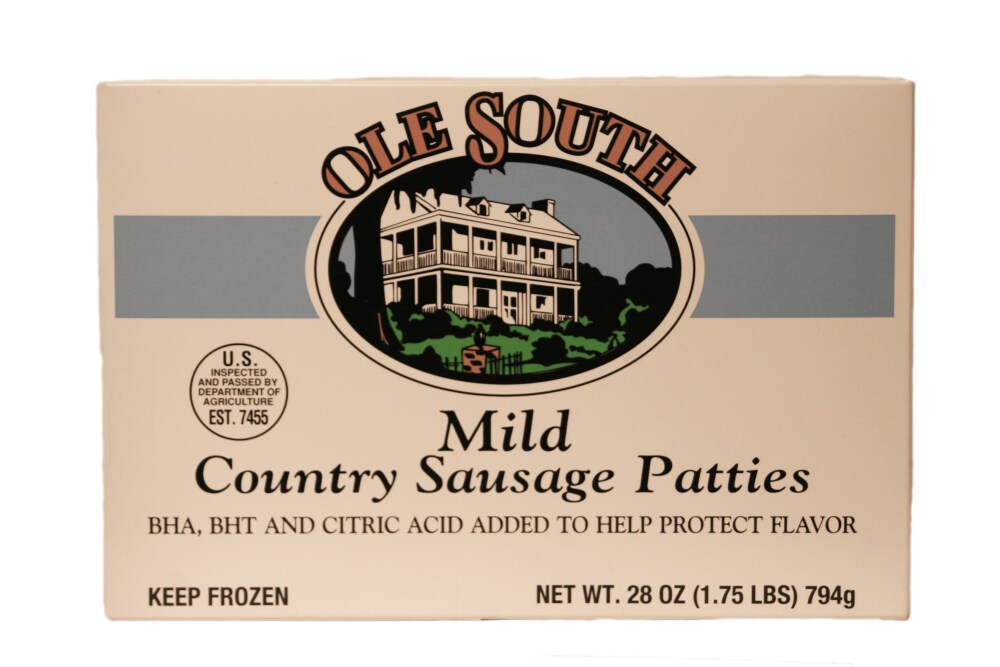 OLE SOUTH
U.S.
INSPECTED
AND PASSED BY
DEPARTMENT OF
AGRICULTURE
EST. 7455
Mild
Country Sausage Patties
BHA, BHT AND CITRIC ACID ADDED TO HELP PROTECT FLAVOR
KEEP FROZEN
NET WT. 28 OZ (1.75 LBS) 794g